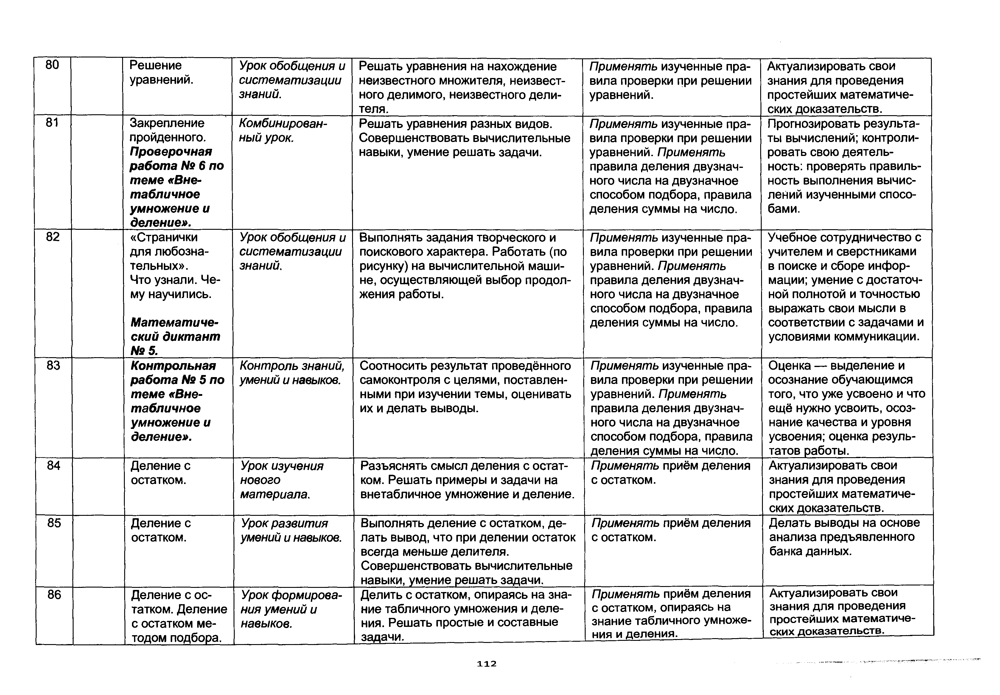 80
Решение
уравнений.
Урок обобщения и
систематизации
знаний.
Решать уравнения на нахождение
неизвестного множителя, неизвест-
ного делимого, неизвестного дели-
теля.
Применять изученные пра-
вила проверки при решении
уравнений.
Актуализировать свои
знания для проведения
простейших математиче-
ских доказательств.
81
Закрепление
пройденного.
Проверочная
работа № 6 по
теме «Вне-
табличное
умножение и
деление».
Комбинирован-
ный урок.
Решать уравнения разных видов.
Совершенствовать вычислительные
навыки, умение решать задачи.
Применять изученные пра-
вила проверки при решении
уравнений. Применять
правила деления двузнач-
ного числа на двузначное
способом подбора, правила
деления суммы на число.
Прогнозировать результа-
ты вычислений; контроли-
ровать свою деятель-
ность: проверять правиль-
ность выполнения вычис-
лений изученными спосо-
бами.
82
«Странички
для любозна-
тельных».
Что узнали. Че-
му научились.
Математиче-
ский диктант
№ 5.
Урок обобщения и
систематизации
знаний.
Выполнять задания творческого и
поискового характера. Работать (по
рисунку) на вычислительной маши-
не, осуществляющей выбор продол-
жения работы.
Применять изученные пра-
вила проверки при решении
уравнений. Применять
правила деления двузнач-
ного числа на двузначное
способом подбора, правила
деления суммы на число.
Учебное сотрудничество с
учителем и сверстниками
в поиске и сборе инфор-
мации; умение с достаточ-
ной полнотой и точностью
выражать свои мысли в
соответствии с задачами и
условиями коммуникации.
83
Контрольная
работа № 5 по
теме «Вне-
табличное
умножение и
деление».
Контроль знаний,
умений и навыков.
Соотносить результат проведённого
самоконтроля с целями, поставлен-
ными при изучении темы, оценивать
их и делать выводы.
Применять изученные пра-
вила проверки при решении
уравнений. Применять
правила деления двузнач-
ного числа на двузначное
способом подбора, правила
деления суммы на число.
Оценка — выделение и
осознание обучающимся
того, что уже усвоено и что
ещё нужно усвоить, осоз-
нание качества и уровня
усвоения; оценка резуль-
татов работы.
84
Деление с
остатком.
Урок изучения
нового
материала.
Разъяснять смысл деления с остат-
ком. Решать примеры и задачи на
внетабличное умножение и деление.
Применять приём деления
с остатком.
Актуализировать свои
знания для проведения
простейших математиче-
ских доказательств.
85
Деление с
остатком.
Урок развития
умений и навыков.
Выполнять деление с остатком, де-
лать вывод, что при делении остаток
всегда меньше делителя.
Совершенствовать вычислительные
навыки, умение решать задачи.
Применять приём деления
с остатком.
Делать выводы на основе
анализа предъявленного
банка данных.
86
Деление с ос-
татком. Деление
с остатком ме-
тодом подбора.
Урок формирова-
ния умений и
навыков.
Делить с остатком, опираясь на зна-
ние табличного умножения и деле-
ния. Решать простые и составные
задачи.
Применять приём деления
с остатком, опираясь на
знание табличного умноже-
ния и деления.
Актуализировать свои
знания для проведения
простейших математиче-
ских доказательств.
112